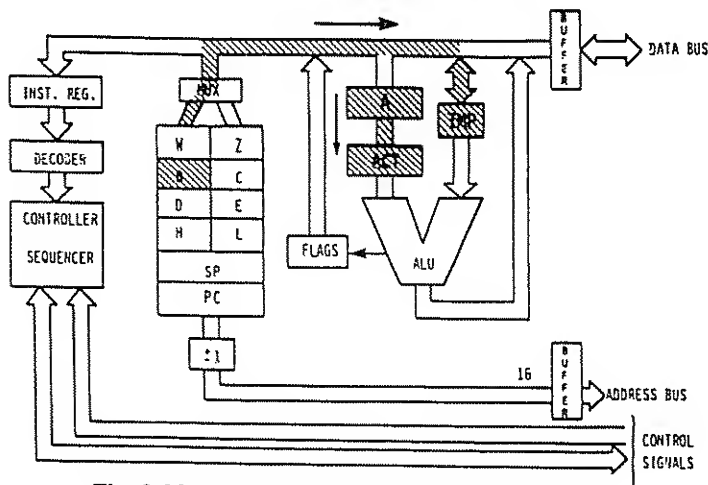 BUFFER
DATA BUS
INST. REG.
MUX
A
TMP
W
Z
DECODER
B
C
ACT
D
E
CONTROLLER
SEQUENCER
H
L
FLAGS
ALU
SP
PC
±1
16
BUFFER
ADDRESS BUS
CONTROL
SIGNALS